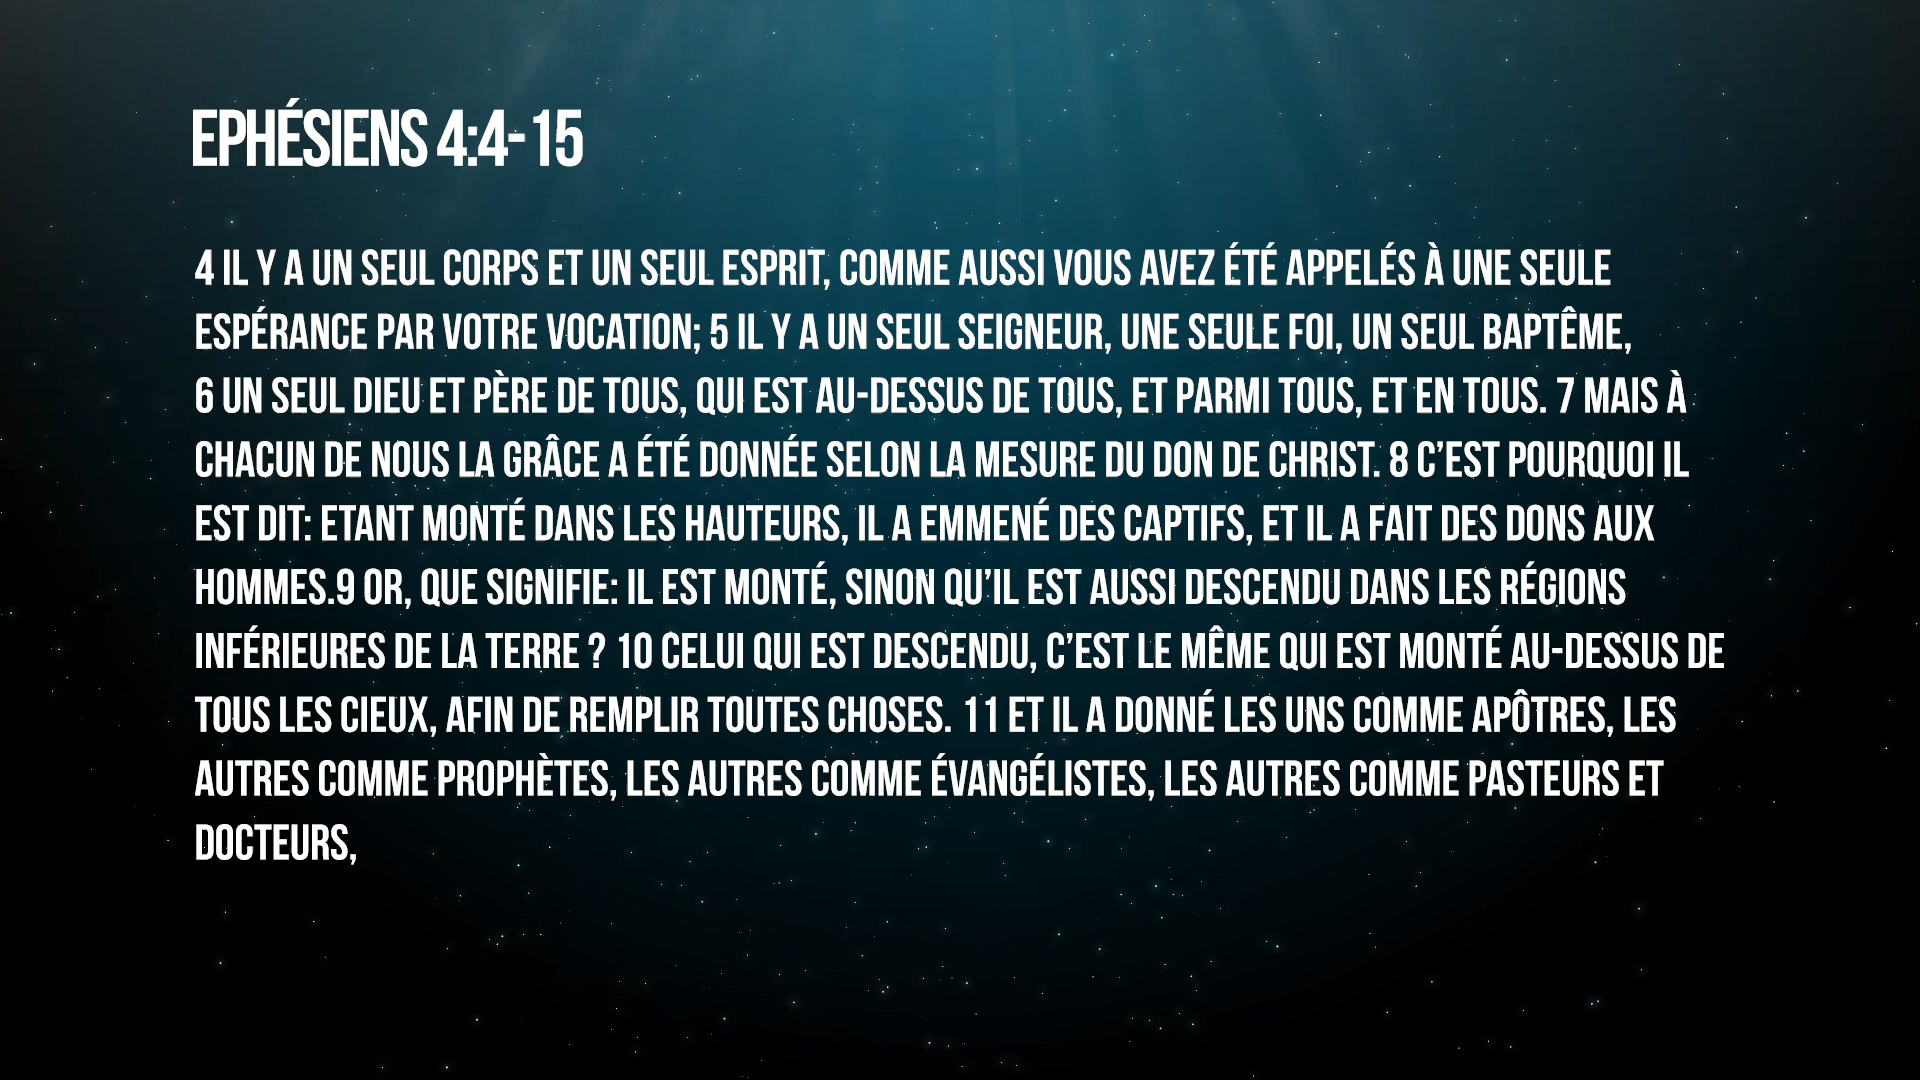 EPHÉSIENS 4:4-15
4 IL Y A UN SEUL CORPS ET UN SEUL ESPRIT, COMME AUSSI VOUS AVEZ ÉTÉ APPELÉS À UNE SEULE
ESPÉRANCE PAR VOTRE VOCATION; 5 IL Y A UN SEUL SEIGNEUR, UNE SEULE FOI, UN SEUL BAPTÊME,
6 UN SEUL DIEU ET PÈRE DE TOUS, QUI EST AU-DESSUS DE TOUS, ET PARMI TOUS, ET EN TOUS. 7 MAIS À
CHACUN DE NOUS LA GRÂCE A ÉTÉ DONNÉE SELON LA MESURE DU DON DE CHRIST. 8 C’EST POURQUOI IL
EST DIT: ETANT MONTÉ DANS LES HAUTEURS, IL A EMMENÉ DES CAPTIFS, ET IL A FAIT DES DONS AUX
HOMMES.9 OR, QUE SIGNIFIE: IL EST MONTÉ, SINON QU’IL EST AUSSI DESCENDU DANS LES RÉGIONS
INFÉRIEURES DE LA TERRE ? 10 CELUI QUI EST DESCENDU, C’EST LE MÊME QUI EST MONTÉ AU-DESSUS DE
TOUS LES CIEUX, AFIN DE REMPLIR TOUTES CHOSES. 11 ET IL A DONNÉ LES UNS COMME APÔTRES, LES
AUTRES COMME PROPHÈTES, LES AUTRES COMME ÉVANGÉLISTES, LES AUTRES COMME PASTEURS ET
DOCTEURS,